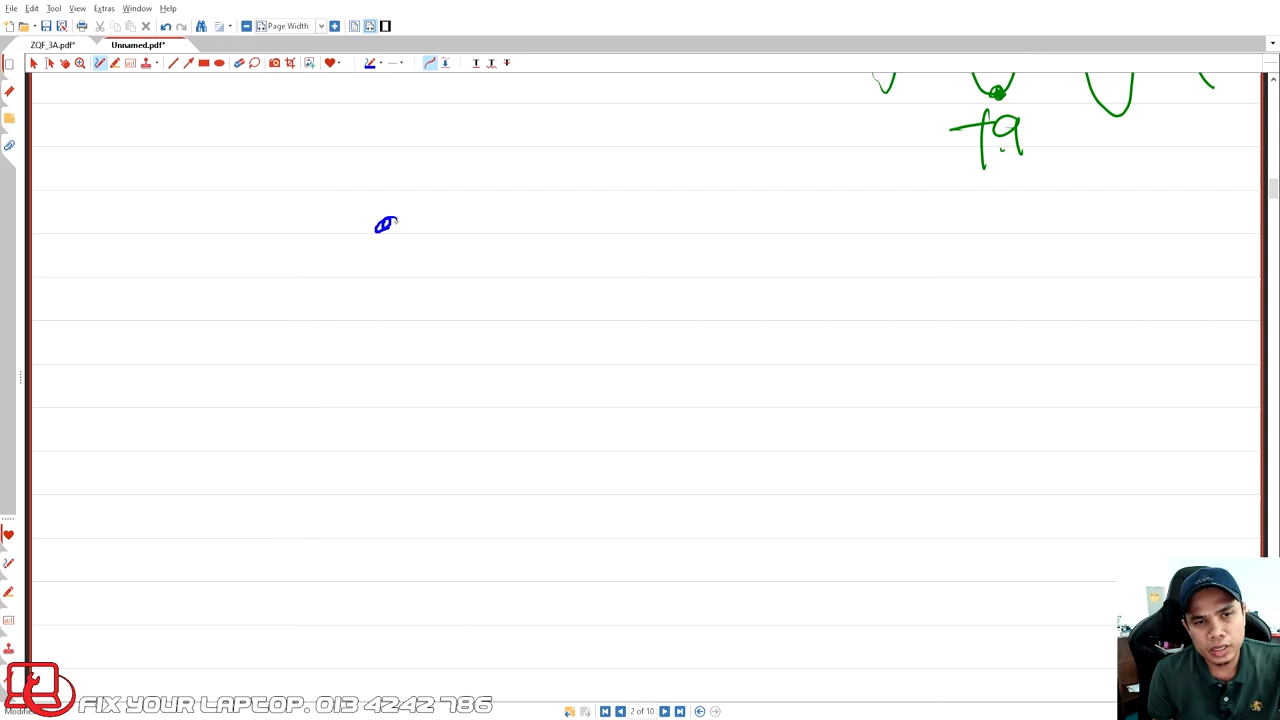 File Edit Tool View Extras Window Help
Page Width
ZQF_3A.pdf* Unnamed.pdf*
T T T
+9
FIX YOUR LAPTOP. 013 4242 786
2 of 10